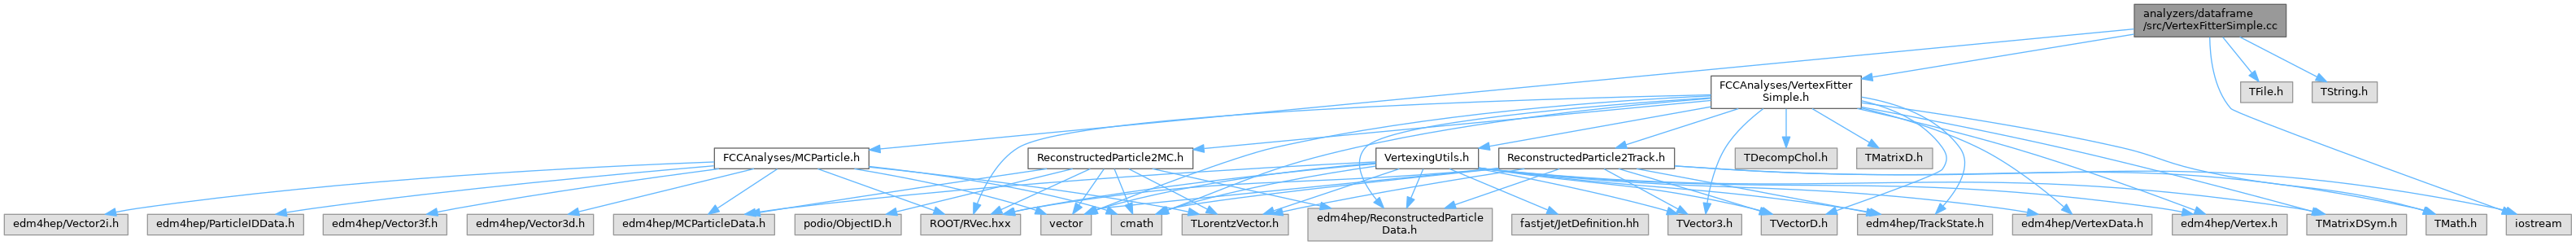 analyzers/dataframe
/src/VertexFitterSimple.cc
FCCAnalyses/VertexFitter
Simple.h
TFile.h
TString.h
FCCAnalyses/MCParticle.h
ReconstructedParticle2MC.h
VertexingUtils.h
ReconstructedParticle2Track.h
TDecompChol.h
TMatrixD.h
edm4hep/Vector2i.h
edm4hep/ParticleIDData.h
edm4hep/Vector3f.h
edm4hep/Vector3d.h
edm4hep/MCParticleData.h
podio/ObjectID.h
ROOT/RVec.hxx
vector
cmath
TLorentzVector.h
edm4hep/ReconstructedParticle
Data.h
fastjet/JetDefinition.hh
TVector3.h
TVectorD.h
edm4hep/TrackState.h
edm4hep/VertexData.h
edm4hep/Vertex.h
TMatrixDSym.h
TMath.h
iostream